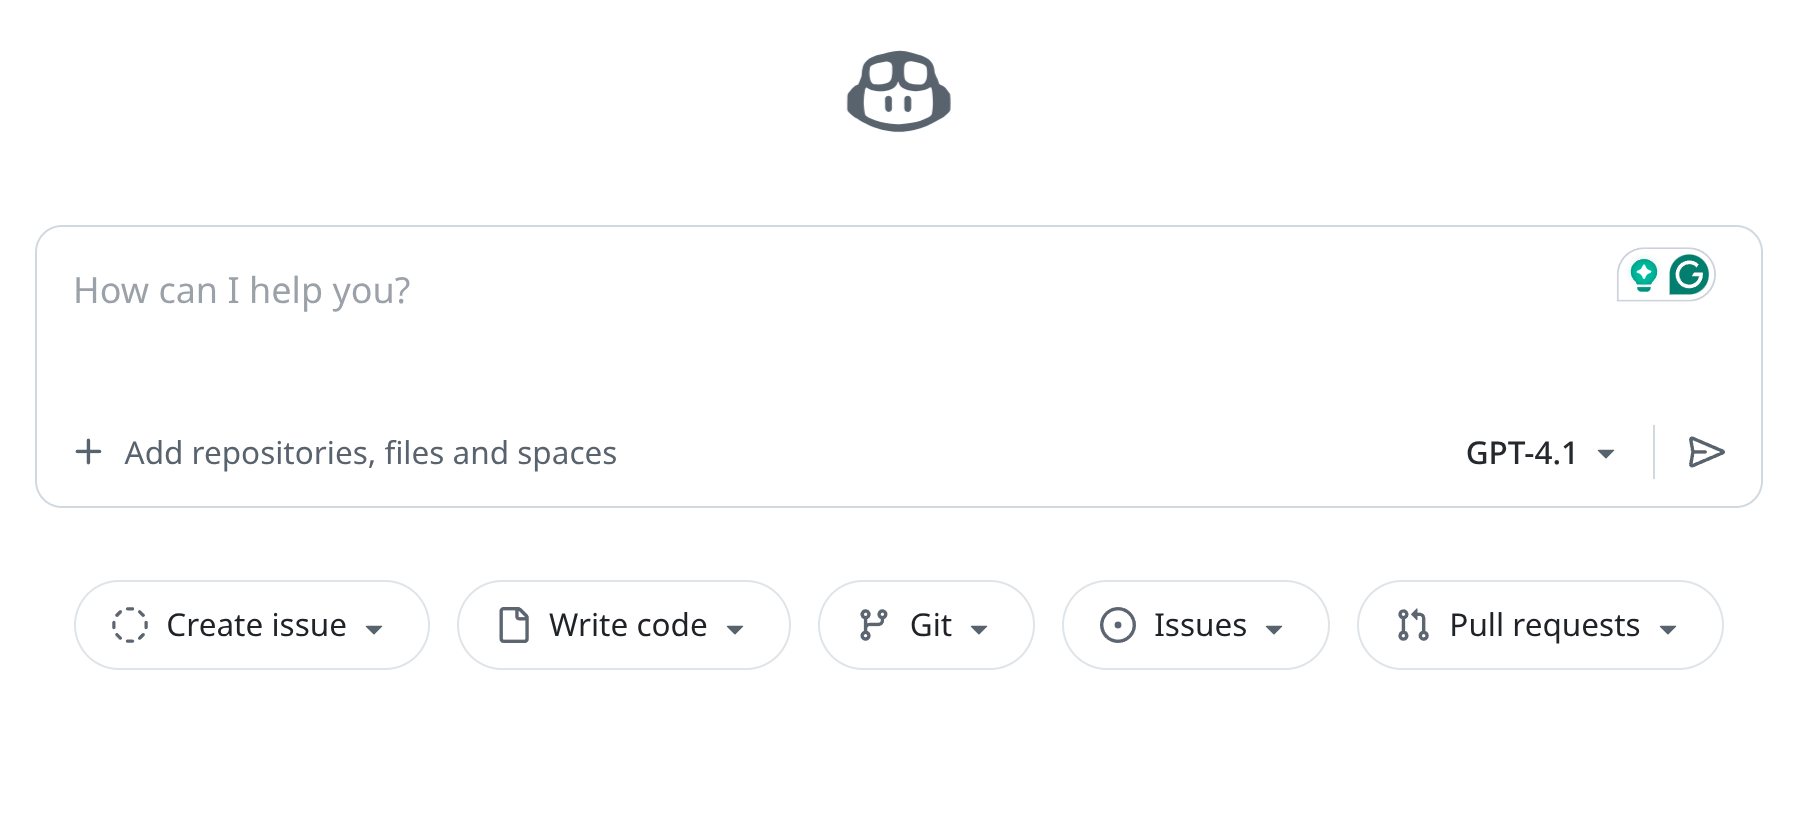 How can I help you?
Add repositories, files and spaces
GPT-4.1
Create issue
Write code
Git
Issues
Pull requests